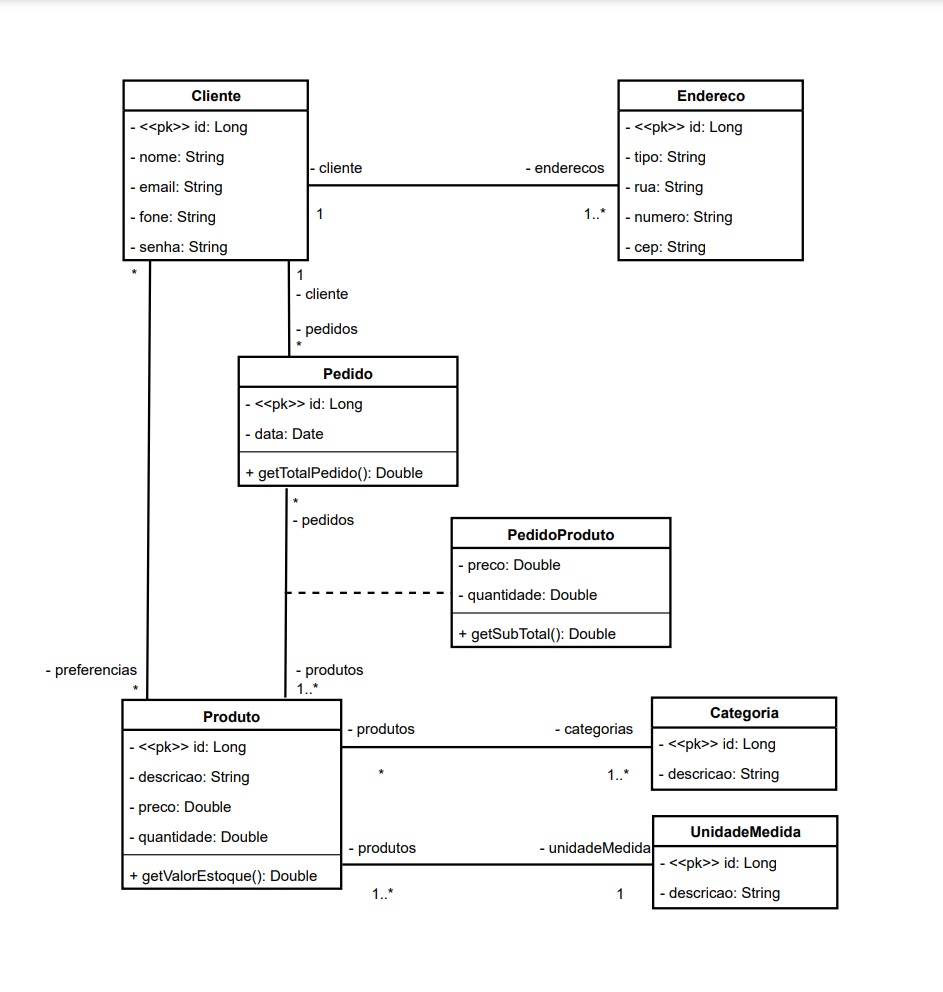 Cliente
- <<pk>> id: Long
- nome: String
- email: String
- fone: String
- senha: String
- cliente
1
- enderecos
1..*
Endereco
- <<pk>> id: Long
- tipo: String
- rua: String
- numero: String
- cep: String
*
1
- cliente
- pedidos
*
Pedido
- <<pk>> id: Long
- data: Date
+ getTotalPedido(): Double
*
- pedidos
PedidoProduto
- preco: Double
- quantidade: Double
+ getSubTotal(): Double
- preferencias
*
- produtos
1..*
Produto
- <<pk>> id: Long
- descricao: String
- preco: Double
- quantidade: Double
+ getValorEstoque(): Double
- produtos
*
- categorias
1..*
Categoria
- <<pk>> id: Long
- descricao: String
- produtos
1..*
- unidadeMedida
1
UnidadeMedida
- <<pk>> id: Long
- descricao: String